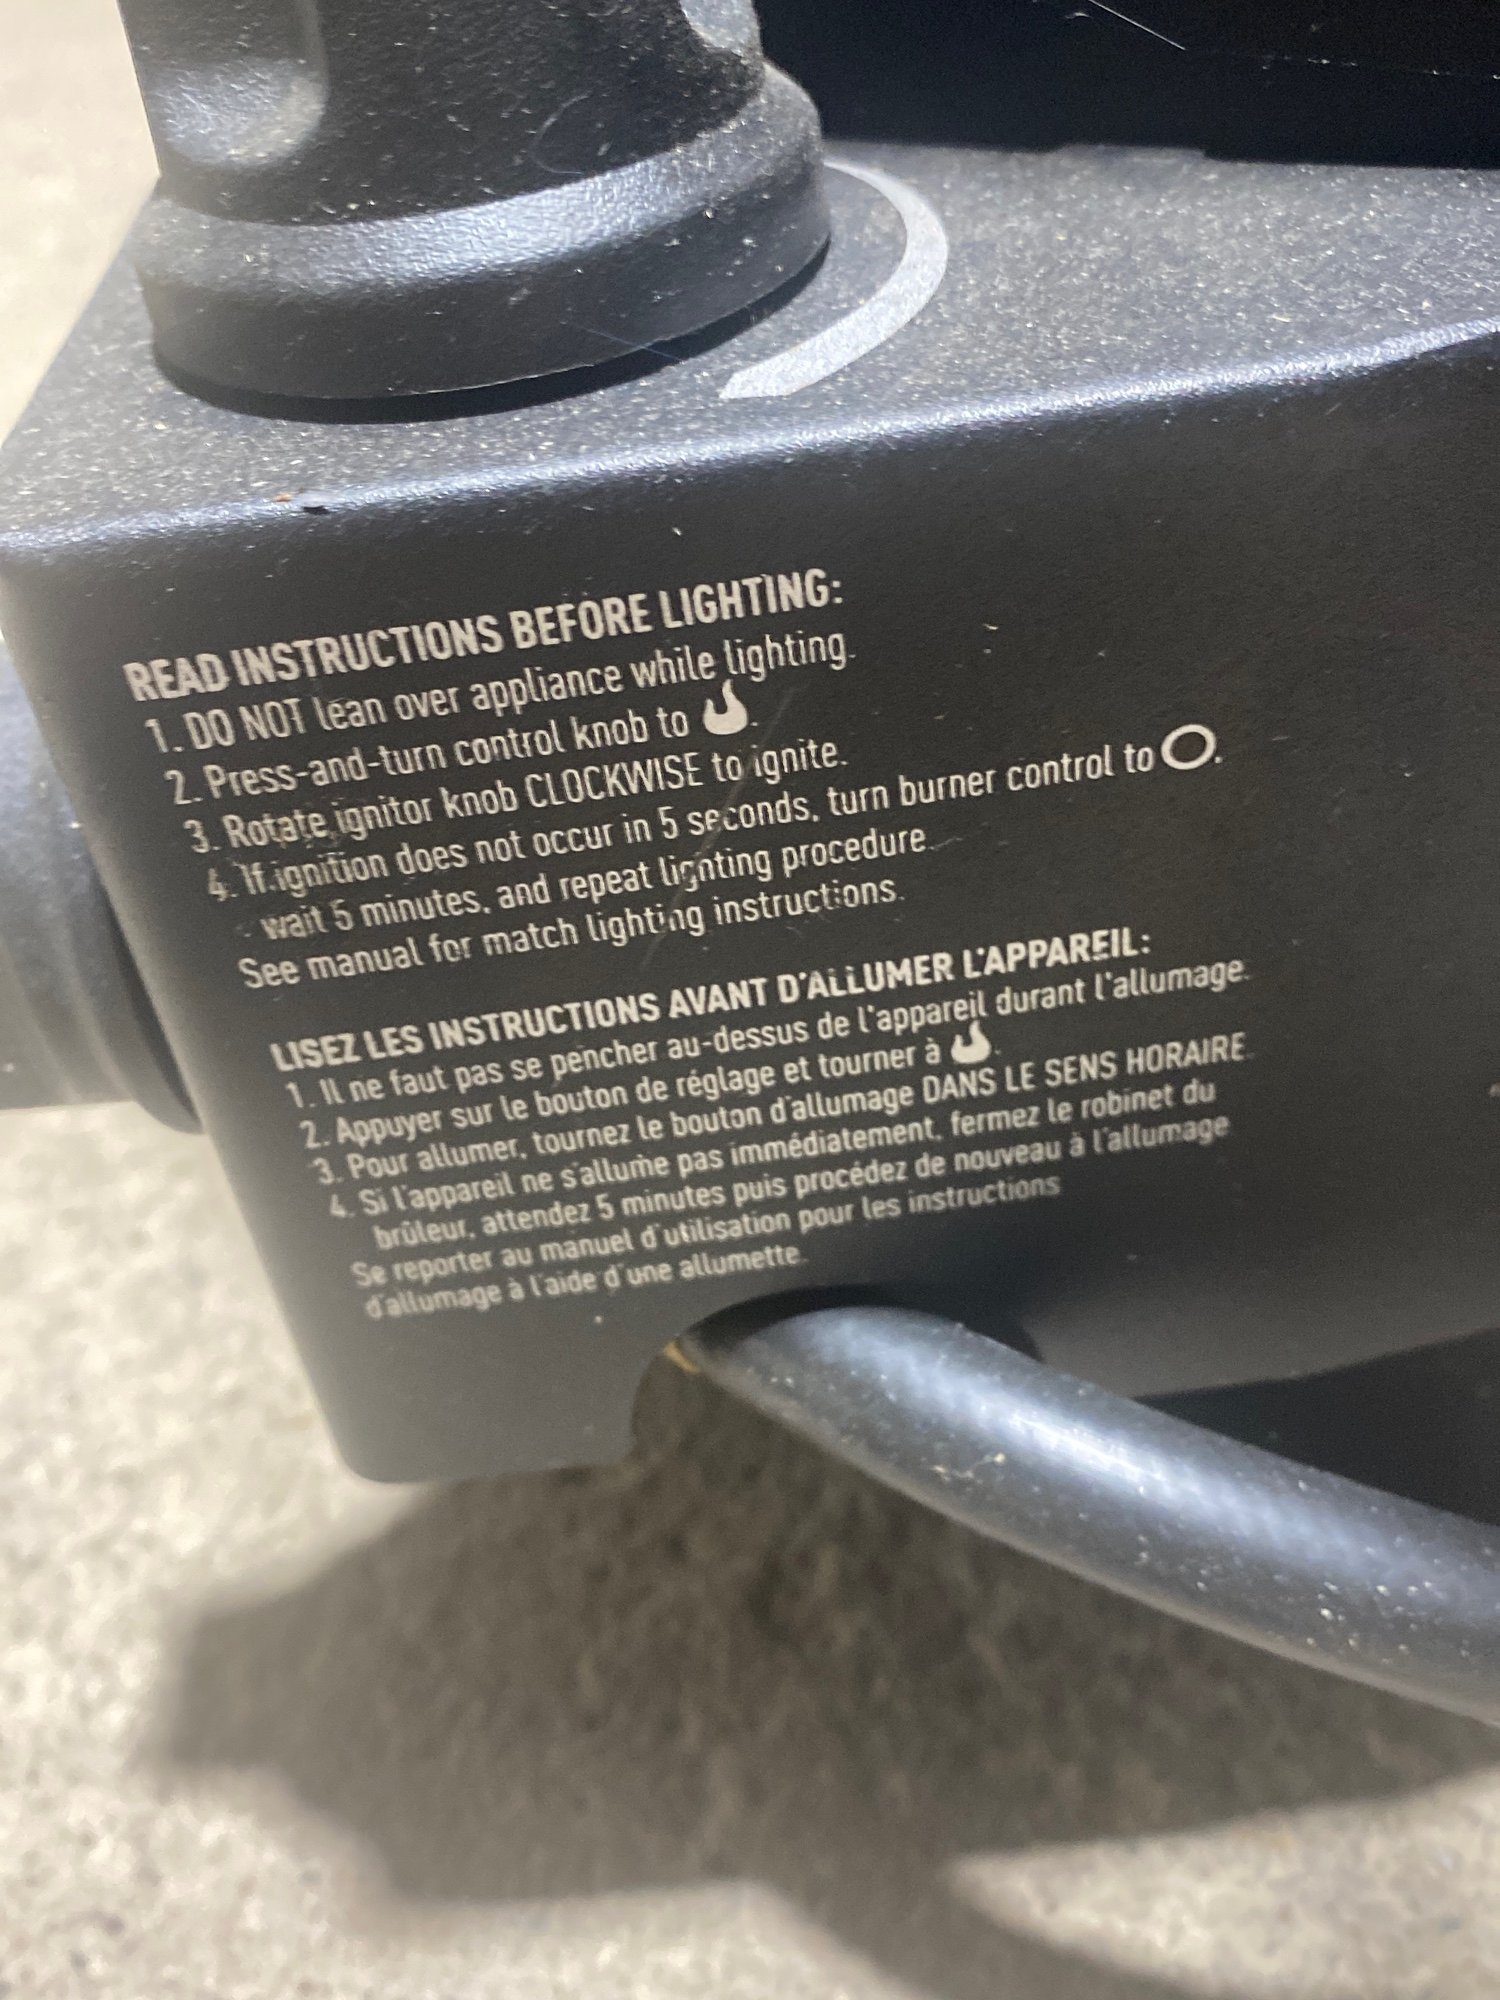 READ INSTRUCTIONS BEFORE LIGHTING:
1. DO NOT lean over appliance while lighting.
2. Press-and-turn control knob to .
3. Rotate ignitor knob CLOCKWISE to ignite.
4. If ignition does not occur in 5 seconds, turn burner control to O.
wait 5 minutes, and repeat lighting procedure.
See manual for match lighting instructions.
LISEZ LES INSTRUCTIONS AVANT D'ALLUMER L'APPAREIL:
1. Il ne faut pas se pencher au-dessus de l'appareil durant l'allumage.
2. Appuyer sur le bouton de réglage et tourner à .
3. Pour allumer, tournez le bouton d'allumage DANS LE SENS HORAIRE.
4. Si l'appareil ne s'allume pas immédiatement, fermez le robinet du
brûleur, attendez 5 minutes puis procédez de nouveau à l'allumage
Se reporter au manuel d'utilisation pour les instructions
d'allumage à l'aide d'une allumette.